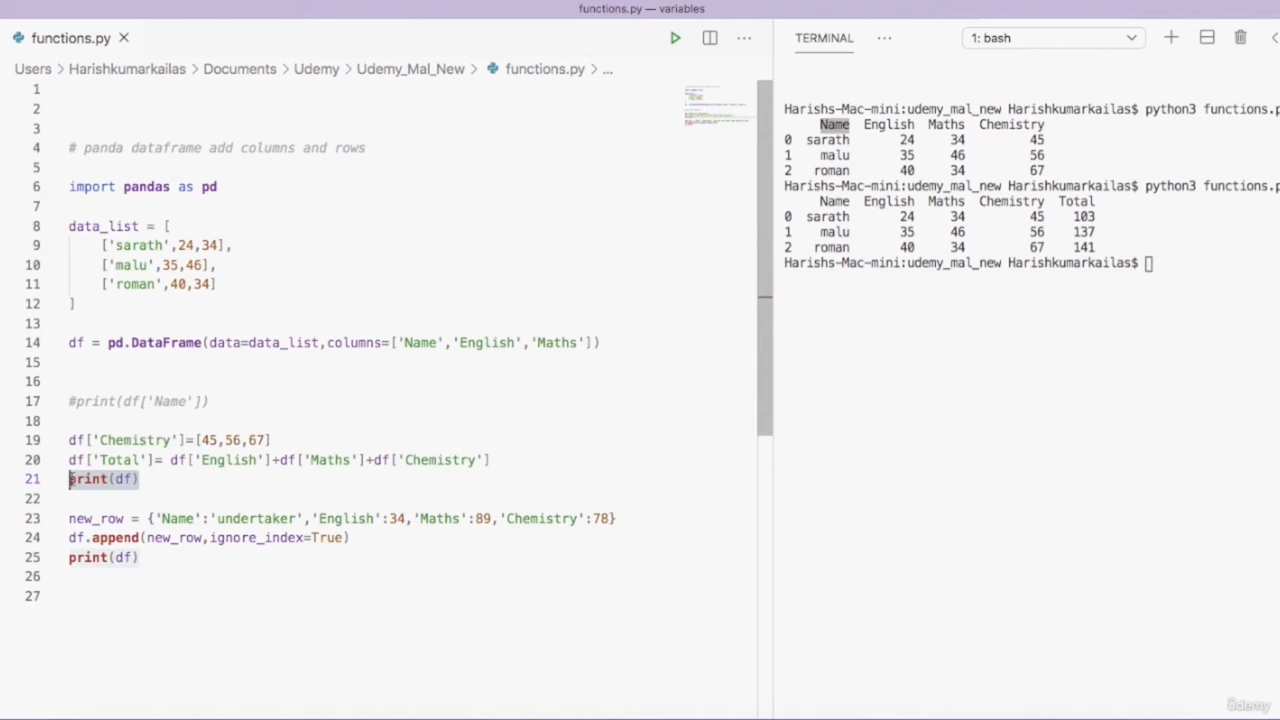 functions.py — variables
functions.py
Users > Harishkumarkailas > Documents > Udemy > Udemy_Mal_New > functions.py > ...
1
2
3
4 # panda dataframe add columns and rows
5
6 import pandas as pd
7
8 data_list = [
9 ['sarath',24,34],
10 ['malu',35,46],
11 ['roman',40,34]
12 ]
13
14 df = pd.DataFrame(data=data_list,columns=['Name','English','Maths'])
15
16
17 #print(df['Name'])
18
19 df['Chemistry']=[45,56,67]
20 df['Total']= df['English']+df['Maths']+df['Chemistry']
21 print(df)
22
23 new_row = {'Name':'undertaker','English':34,'Maths':89,'Chemistry':78}
24 df.append(new_row,ignore_index=True)
25 print(df)
26
27
TERMINAL ... 1: bash
Harishs-Mac-mini:udemy_mal_new Harishkumarkailas$ python3 functions.p
Name English Maths Chemistry
0 sarath 24 34 45
1 malu 35 46 56
2 roman 40 34 67
Harishs-Mac-mini:udemy_mal_new Harishkumarkailas$ python3 functions.p
Name English Maths Chemistry Total
0 sarath 24 34 45 103
1 malu 35 46 56 137
2 roman 40 34 67 141
Harishs-Mac-mini:udemy_mal_new Harishkumarkailas$
ûdemy